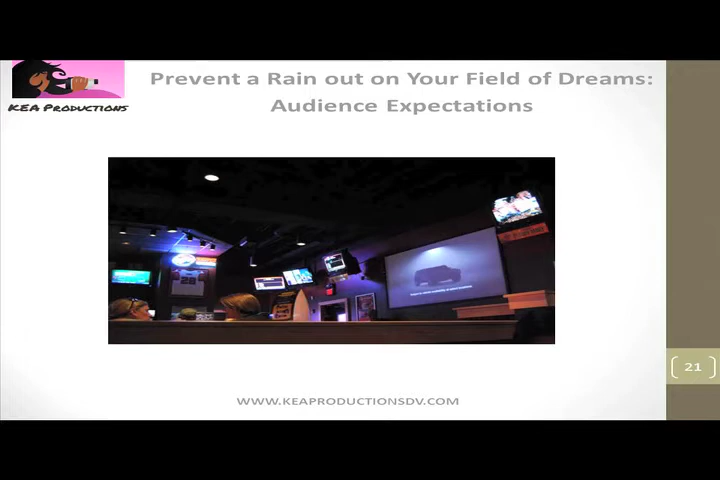 Prevent a Rain out on Your Field of Dreams:
Audience Expectations
KEA Productions
21
WWW.KEAPRODUCTIONSDV.COM